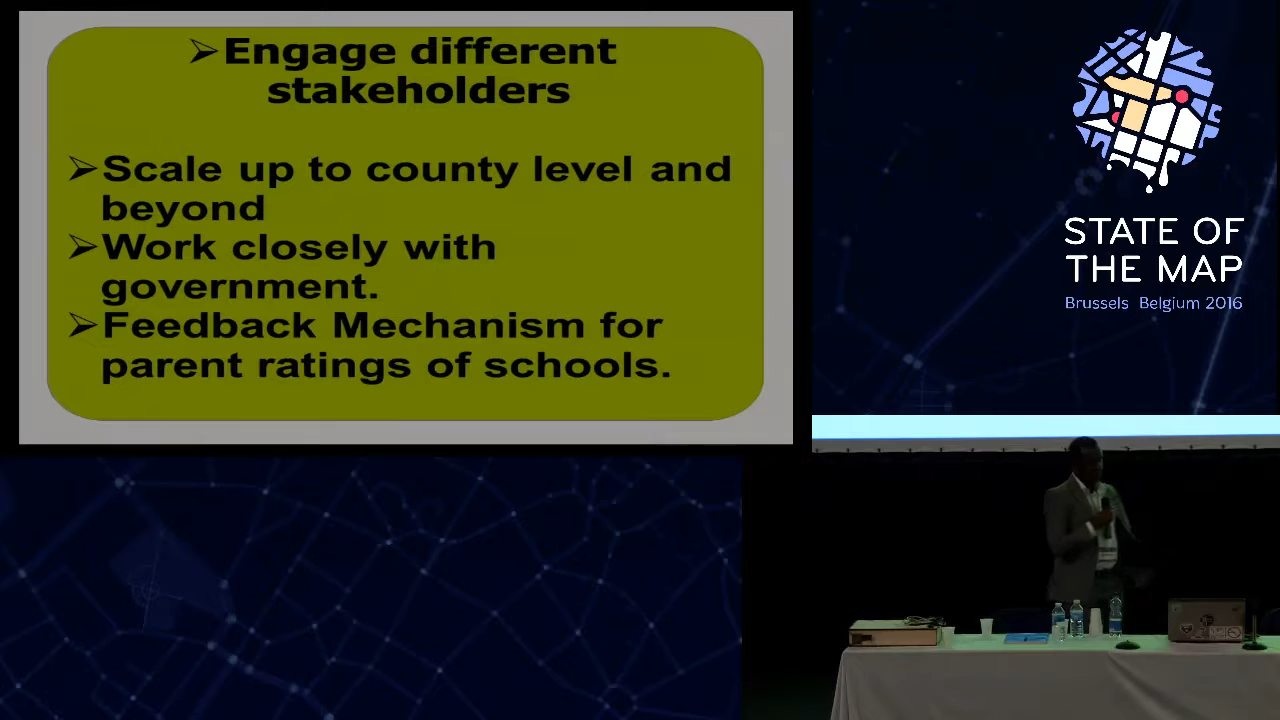 ➢Engage different
stakeholders
➢Scale up to county level and
beyond
➢Work closely with
government.
➢Feedback Mechanism for
parent ratings of schools.
STATE OF
THE MAP
Brussels Belgium 2016